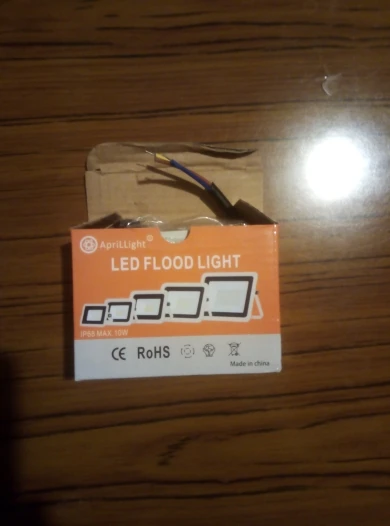 AprilLight
LED FLOOD LIGHT
IP66 MAX 10W
CE RoHS
Made in china